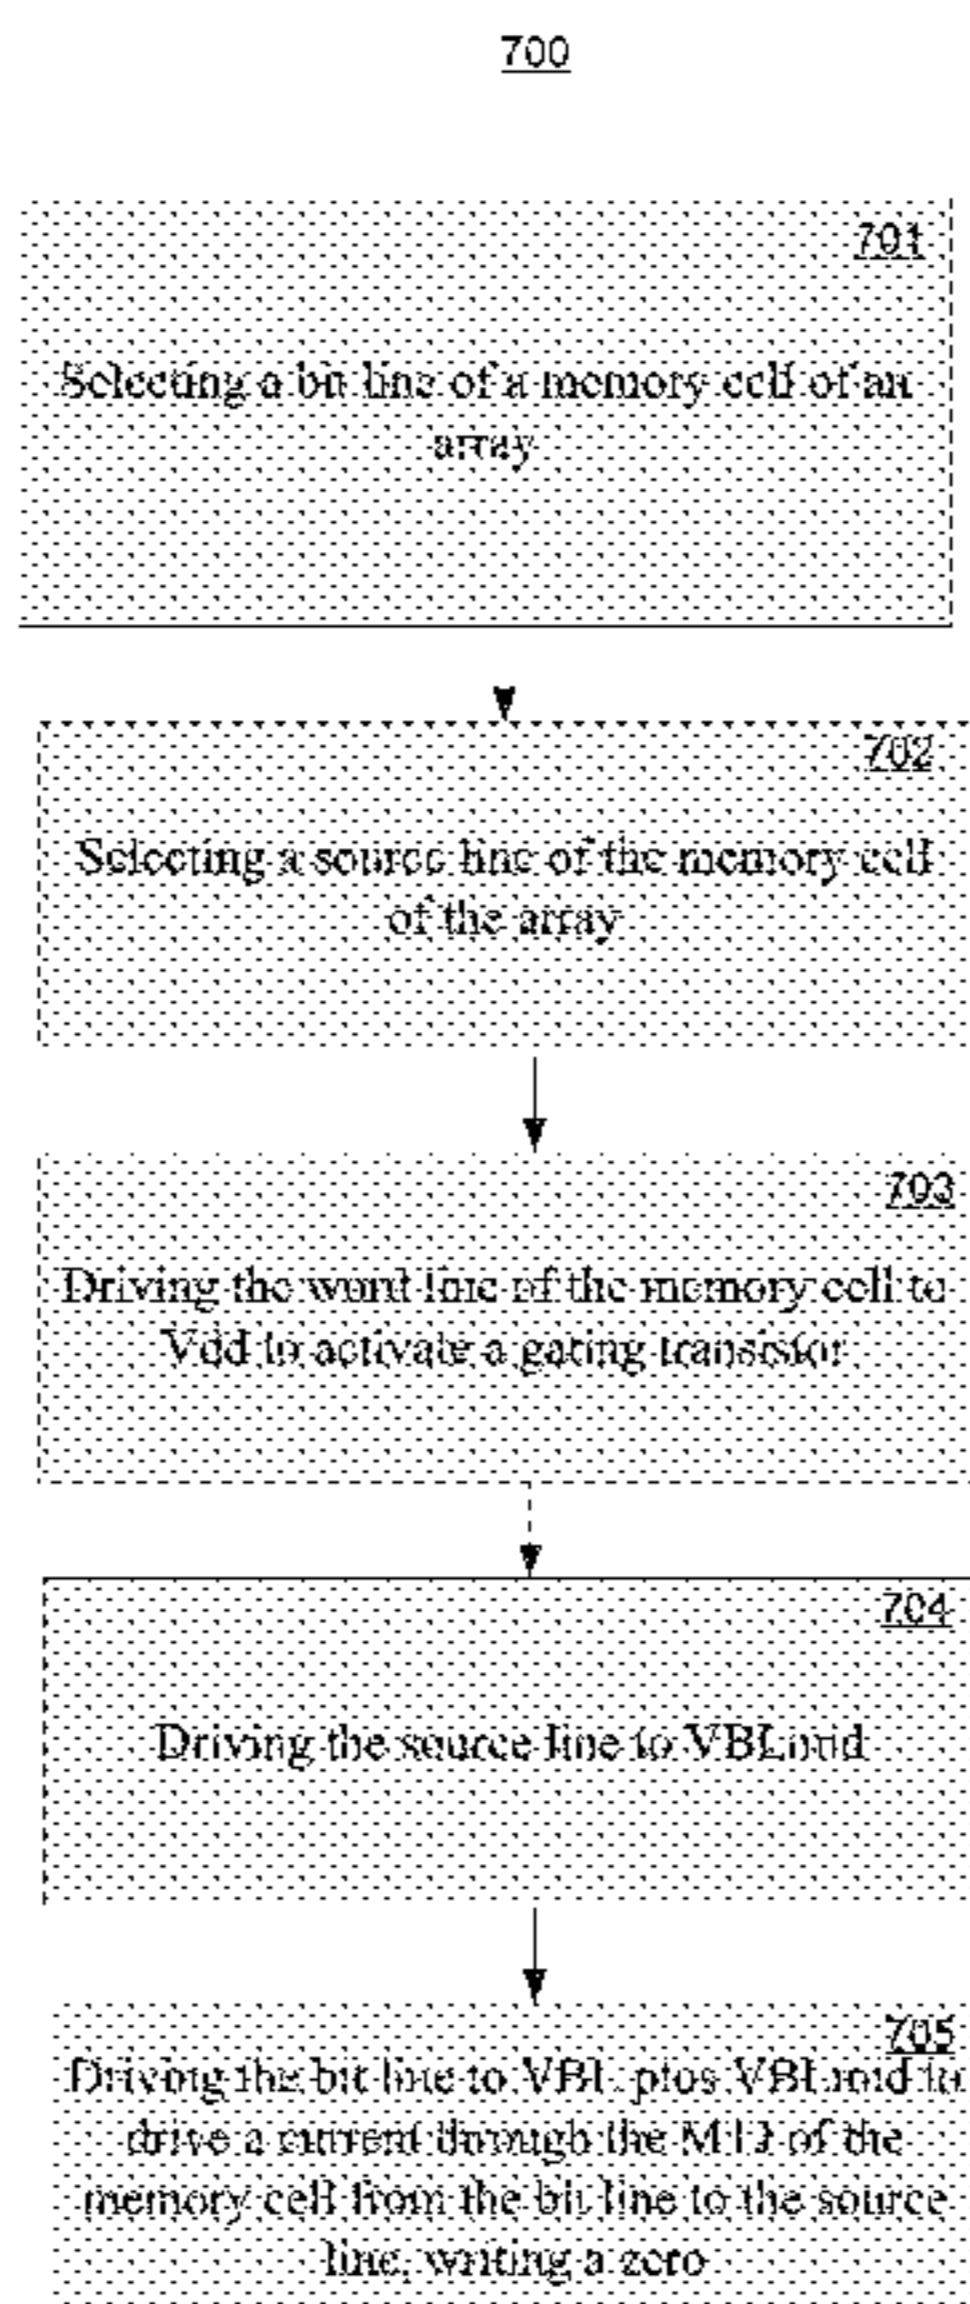 700
701
Selecting a bit line of a memory cell of an
array
702
Selecting a source line of the memory cell
of the array
703
Driving the word line of the memory cell to
Vdd to activate a gating transistor
704
Driving the source line to VBLmid
705
Driving the bit line to VBL plus VBLmid to
drive a current through the MTJ of the
memory cell from the bit line to the source
line, writing a zero